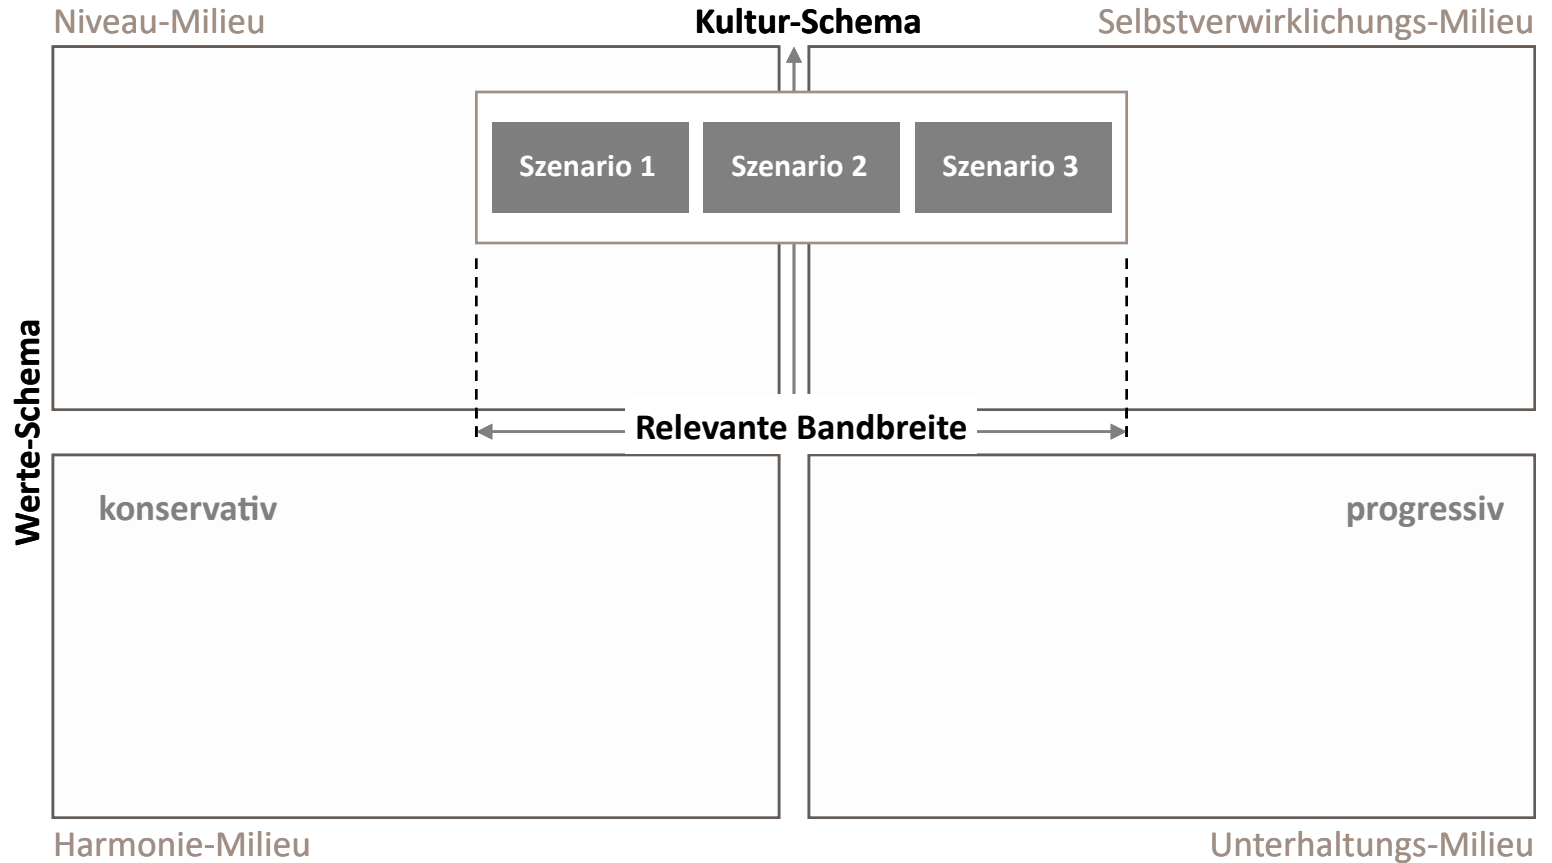 Niveau-Milieu
Kultur-Schema
Selbstverwirklichungs-Milieu
Szenario 1
Szenario 2
Szenario 3
Werte-Schema
Relevante Bandbreite
konservativ
progressiv
Harmonie-Milieu
Unterhaltungs-Milieu